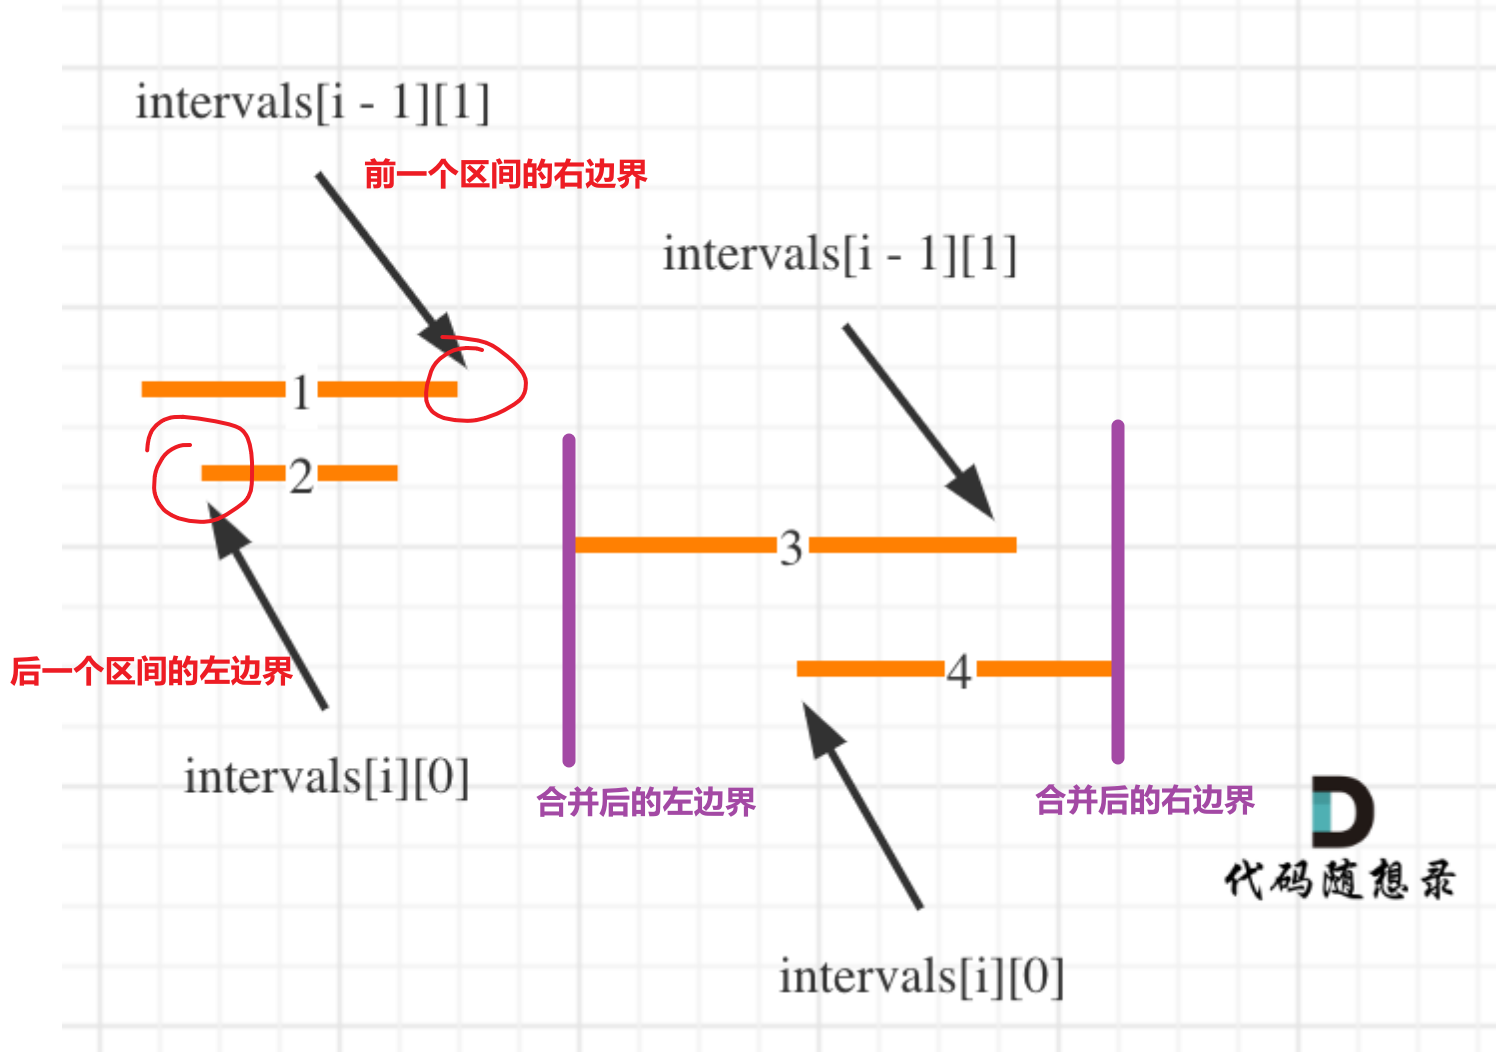 intervals[i - 1][1]
前一个区间的右边界
intervals[i - 1][1]
1
2
3
后一个区间的左边界
4
intervals[i][0]
合并后的左边界
合并后的右边界
代码随想录
intervals[i][0]